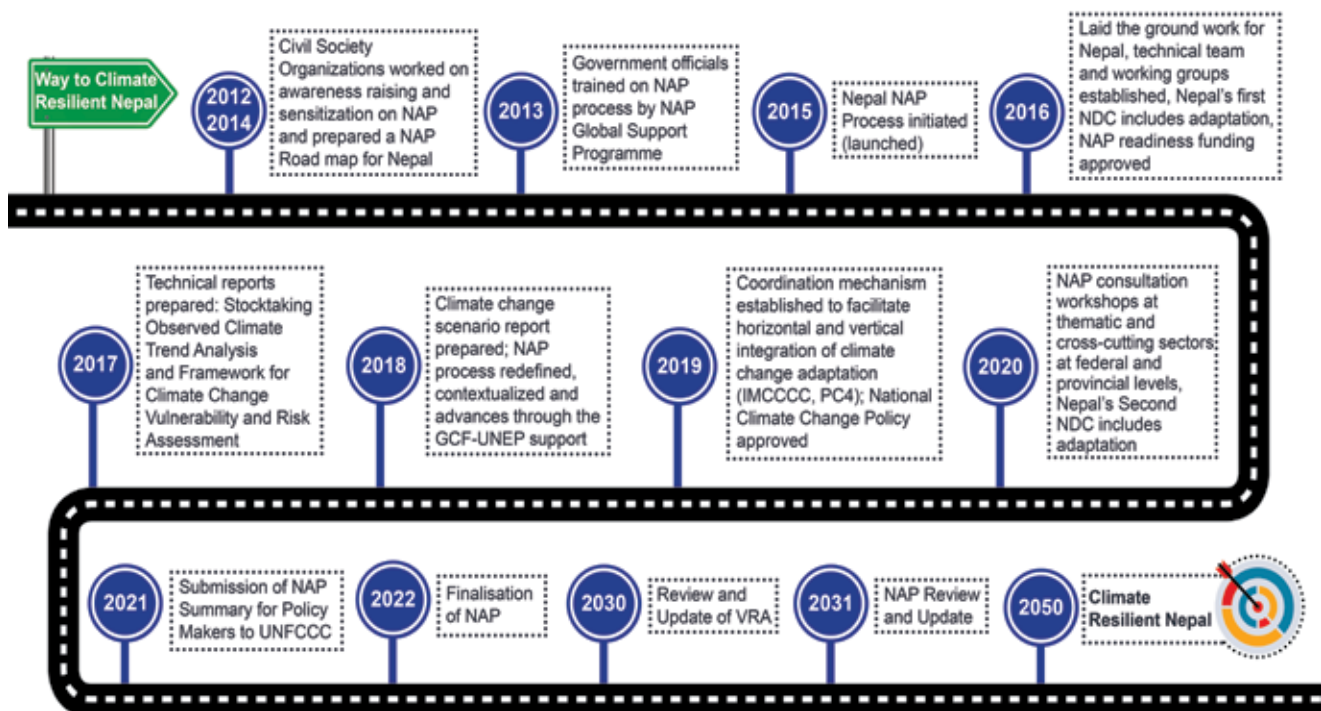 Way to Climate
Resilient Nepal
2012
2014
Civil Society
Organizations worked on
awareness raising and
sensitization on NAP
and prepared a NAP
Road map for Nepal
2013
Government officials
trained on NAP
process by NAP
Global Support
Programme
2015
Nepal NAP
Process initiated
(launched)
2016
Laid the ground work for
Nepal, technical team
and working groups
established, Nepal's first
NDC includes adaptation,
NAP readiness funding
approved
2017
Technical reports
prepared: Stocktaking
Observed Climate
Trend Analysis
and Framework for
Climate Change
Vulnerability and Risk
Assessment
2018
Climate change
scenario report
prepared; NAP
process redefined,
contextualized and
advances through the
GCF-UNEP support
2019
Coordination mechanism
established to facilitate
horizontal and vertical
integration of climate
change adaptation
(IMCCCC, PC4); National
Climate Change Policy
approved
2020
NAP consultation
workshops at
thematic and
cross-cutting sectors
at federal and
provincial levels,
Nepal's Second
NDC includes
adaptation
2021
Submission of NAP
Summary for Policy
Makers to UNFCCC
2022
Finalisation
of NAP
2030
Review and
Update of VRA
2031
NAP Review
and Update
2050
Climate
Resilient Nepal